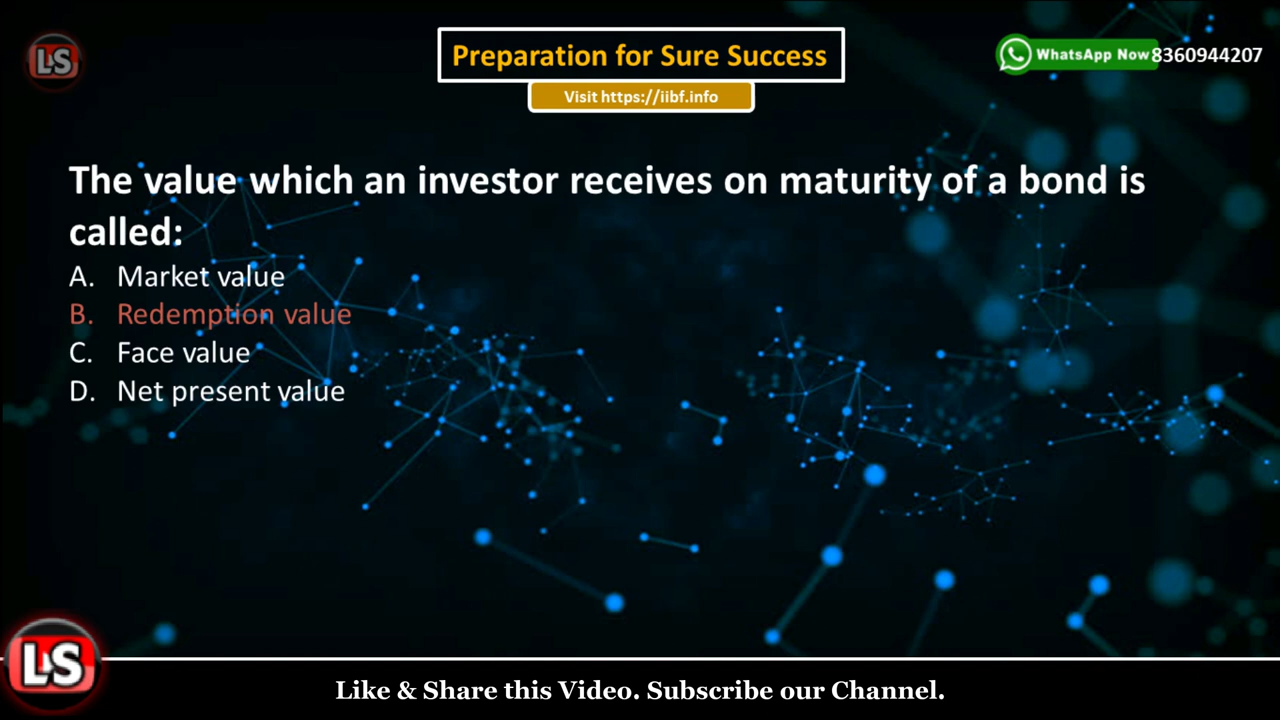 LS
Preparation for Sure Success
WhatsApp Now 8360944207
Visit https://iibf.info
The value which an investor receives on maturity of a bond is
called:
A. Market value
B. Redemption value
C. Face value
D. Net present value
LS
Like & Share this Video. Subscribe our Channel.